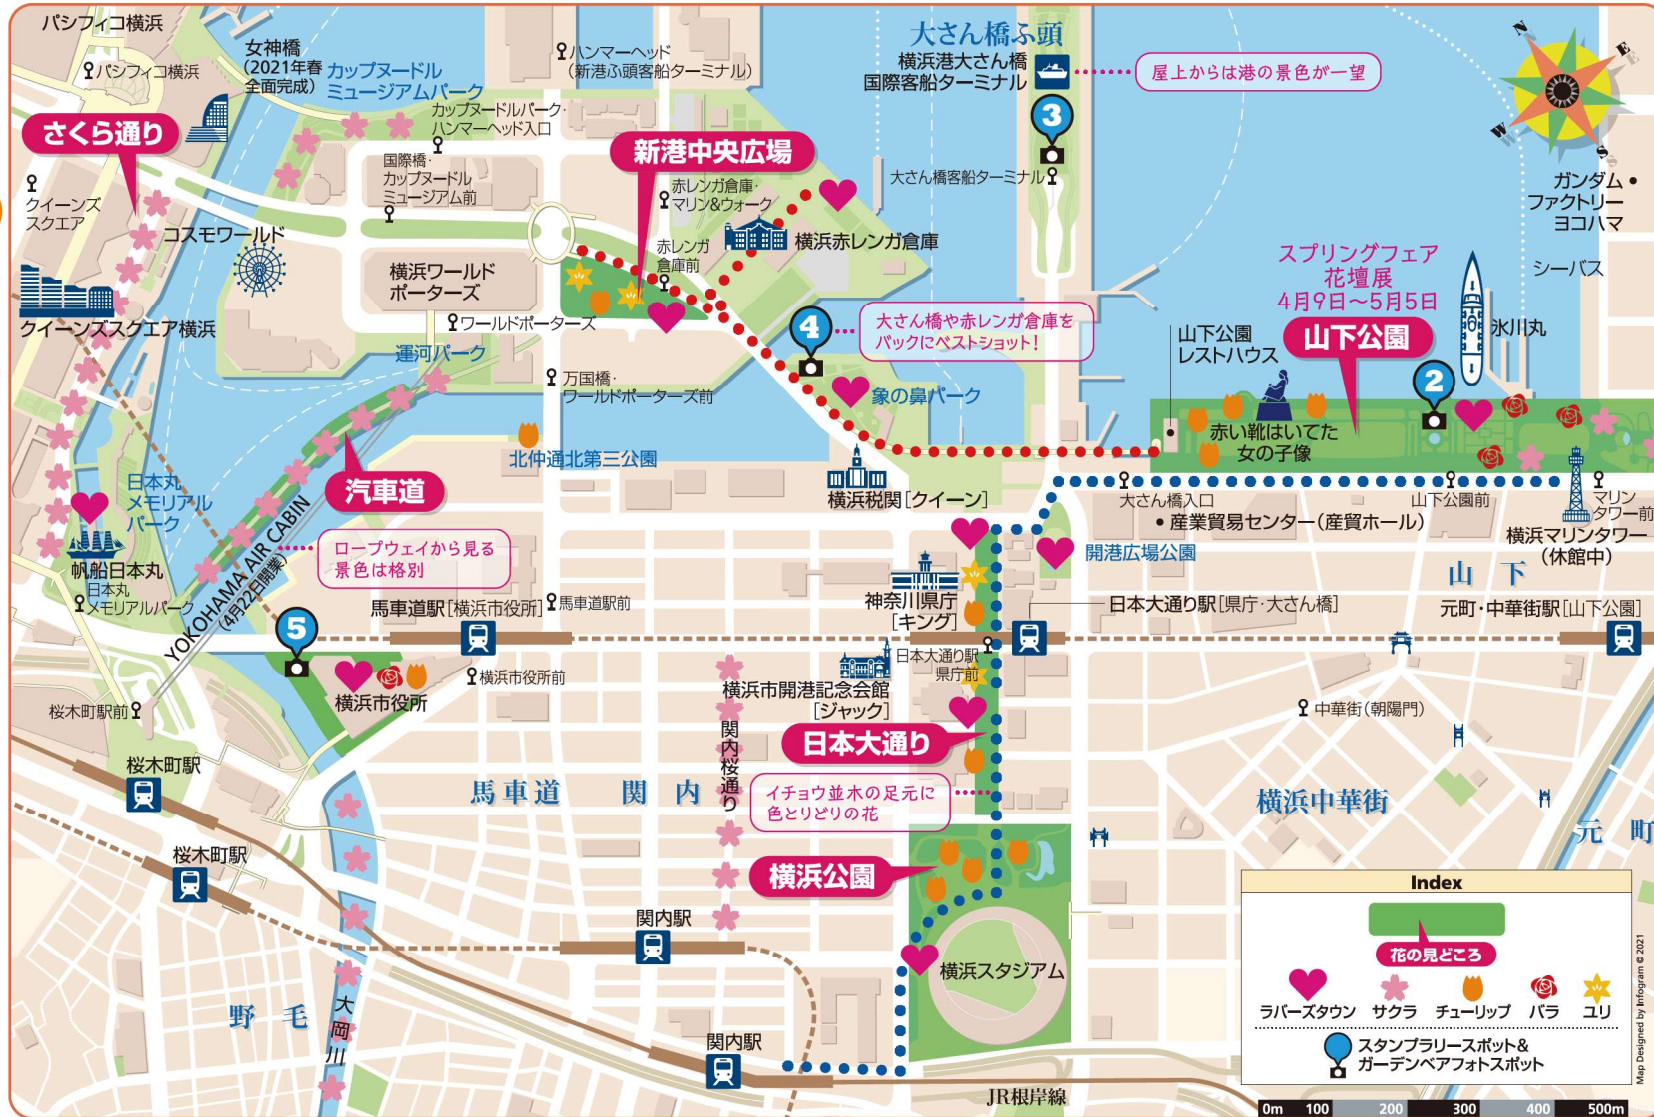 パシフィコ横浜
パシフィコ横浜
女神橋
(2021年春
全面完成)
カップヌードル
ミュージアムパーク
ハンマーヘッド
(新港ふ頭客船ターミナル)
カップヌードルパーク・
ハンマーヘッド入口
国際橋・
カップヌードル
ミュージアム前
さくら通り
クイーンズ
スクエア
コスモワールド
クイーンズスクエア横浜
新港中央広場
赤レンガ倉庫・
マリン&ウォーク
赤レンガ
倉庫前
横浜赤レンガ倉庫
横浜ワールド
ポーターズ
ワールドポーターズ
運河パーク
万国橋・
ワールドポーターズ前
大さん橋ふ頭
横浜港大さん橋
国際客船ターミナル
屋上からは港の景色が一望
3
大さん橋客船ターミナル
N
E
W
S
ガンダム
ファクトリー
ヨコハマ
シーバス
スプリングフェア
花壇展
4月9日〜5月5日
山下公園
氷川丸
山下公園
レストハウス
2
赤い靴はいてた
女の子像
4
大さん橋や赤レンガ倉庫を
バックにベストショット!
象の鼻パーク
北仲通北第三公園
汽車道
日本丸
メモリアル
パーク
帆船日本丸
日本丸
メモリアルパーク
YOKOHAMA AIR CABIN
(4月22日開業)
ロープウェイから見る
景色は格別
横浜税関[クイーン]
大さん橋入口
産業貿易センター(産貿ホール)
山下公園前
マリン
タワー前
横浜マリンタワー
(休館中)
開港広場公園
山下
神奈川県庁
[キング]
日本大通り駅[県庁・大さん橋]
元町・中華街駅[山下公園]
馬車道駅[横浜市役所]
馬車道駅前
5
横浜市役所
横浜市役所前
桜木町駅前
日本大通り駅
県庁前
横浜市開港記念会館
[ジャック]
日本大通り
イチョウ並木の足元に
色とりどりの花
関内桜通り
中華街(朝陽門)
桜木町駅
馬車道
関内
横浜中華街
元町
桜木町駅
横浜公園
関内駅
横浜スタジアム
野毛
大岡川
関内駅
JR根岸線
Index
花の見どころ
ラバーズタウン
サクラ
チューリップ
バラ
ユリ
スタンプラリースポット&
ガーデンベアフォトスポット
0m 100 200 300 400 500m
Map Designed by Infogram © 2021